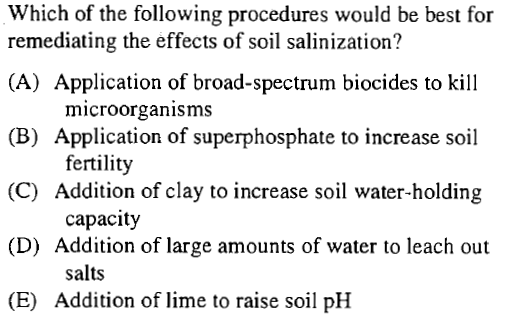 Which of the following procedures would be best for
remediating the effects of soil salinization?
(A) Application of broad-spectrum biocides to kill
microorganisms
(B) Application of superphosphate to increase soil
fertility
(C) Addition of clay to increase soil water-holding
capacity
(D) Addition of large amounts of water to leach out
salts
(E) Addition of lime to raise soil pH